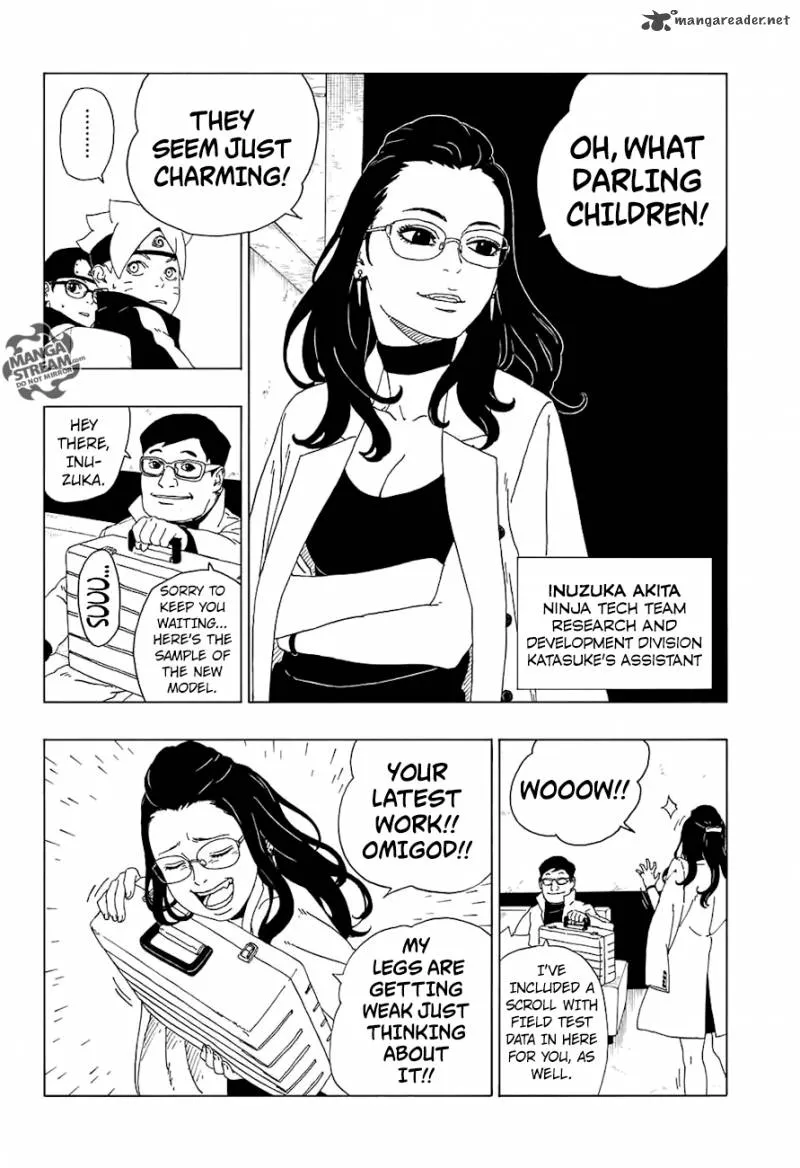 mangareader.net
OH, WHAT
DARLING
CHILDREN!
THEY
SEEM JUST
CHARMING!
........
MANGA
STREAM.com
DO NOT MIRROR
INUZUKA AKITA
NINJA TECH TEAM
RESEARCH AND
DEVELOPMENT DIVISION
KATASUKE'S ASSISTANT
HEY
THERE,
INU-
ZUKA.
SUUU...
SORRY TO
KEEP YOU
WAITING...
HERE'S THE
SAMPLE OF
THE NEW
MODEL.
WOOOW!!
I'VE
INCLUDED A
SCROLL WITH
FIELD TEST
DATA IN HERE
FOR YOU, AS
WELL.
YOUR
LATEST
WORK!!
OMIGOD!!
MY
LEGS ARE
GETTING
WEAK JUST
THINKING
ABOUT
IT!!